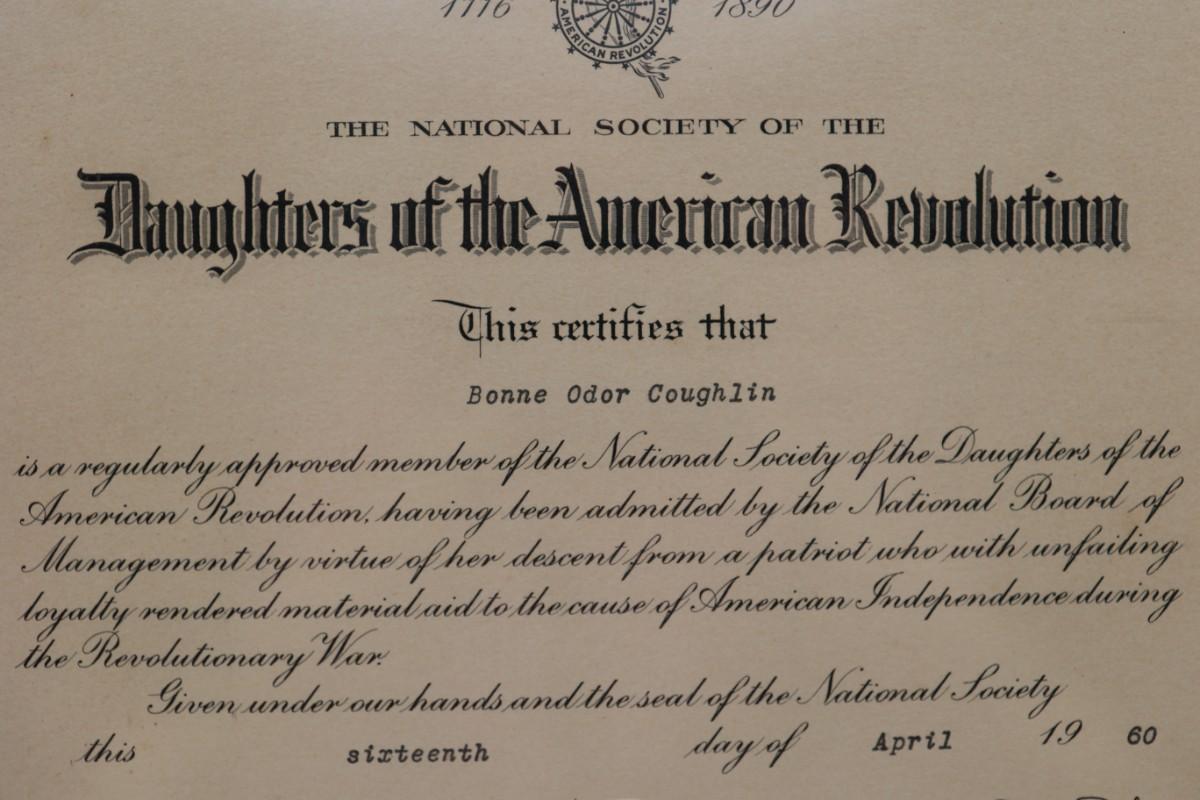 1776 1890
AMERICAN REVOLUTION
THE NATIONAL SOCIETY OF THE
Daughters of the American Revolution
This certifies that
Bonne Odor Coughlin
is a regularly approved member of the National Society of the Daughters of the
American Revolution, having been admitted by the National Board of
Management by virtue of her descent from a patriot who with unfailing
loyalty rendered material aid to the cause of American Independence during
the Revolutionary War.
Given under our hands and the seal of the National Society
this sixteenth day of April 19 60